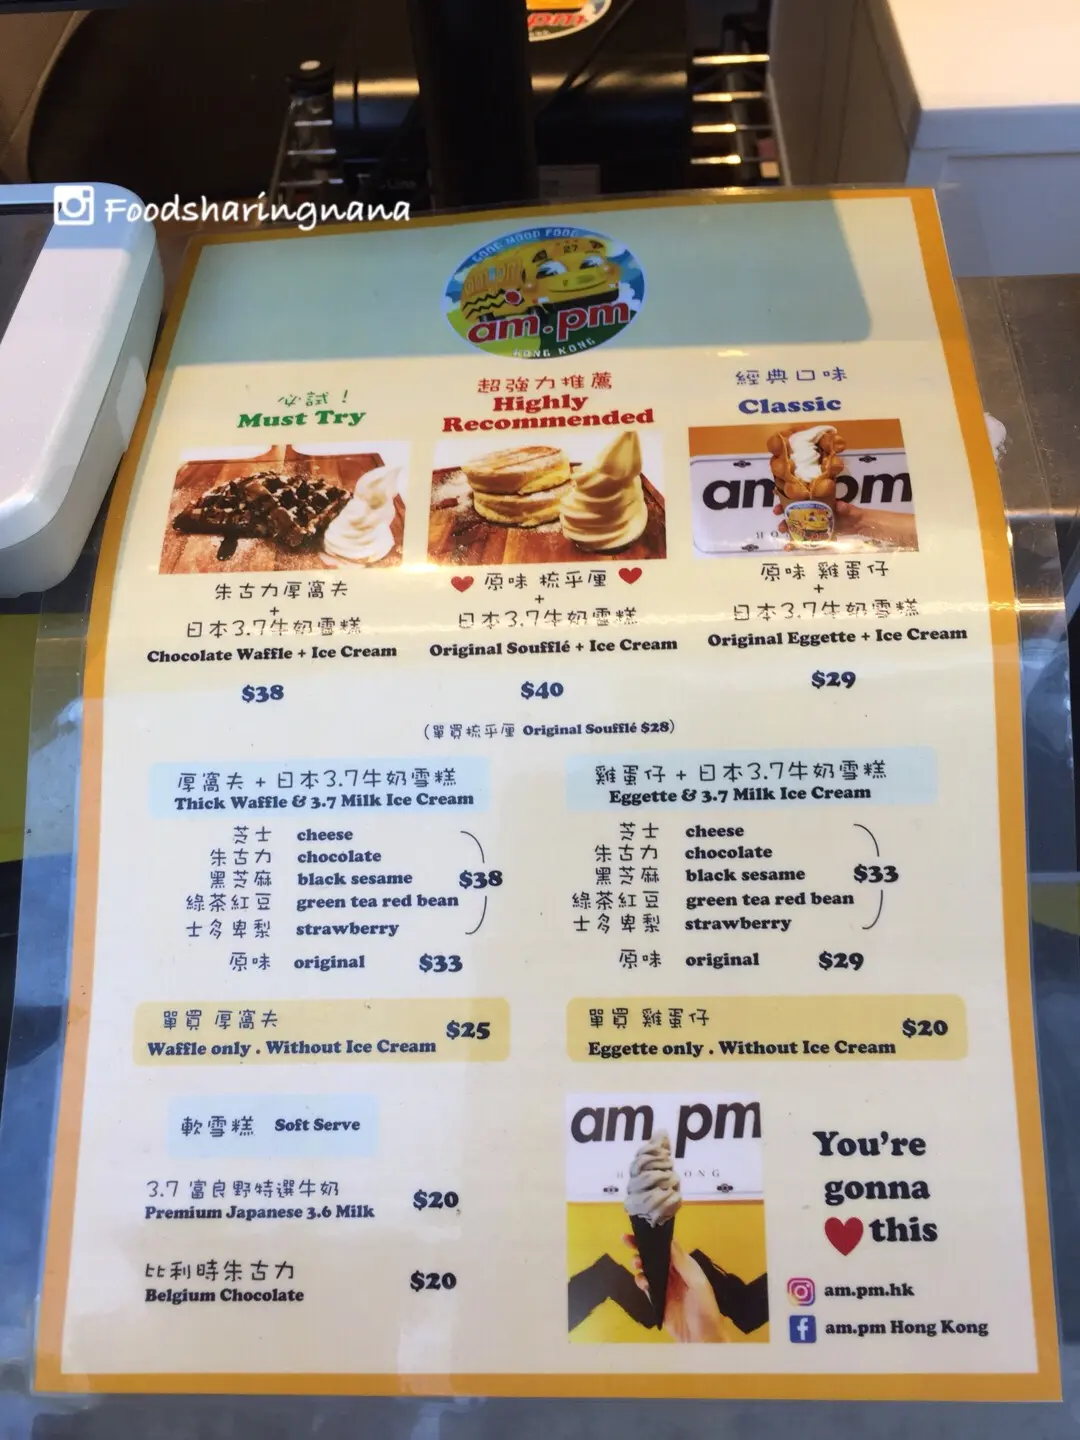 Foodsharingnana
GOOD MOOD FOOD
27
am.pm
HONG KONG
必試！
Must Try
超強力推薦
Highly
Recommended
經典口味
Classic
朱古力厚窩夫
+
日本3.7牛奶雪糕
Chocolate Waffle + Ice Cream
$38
原味 梳乎厘
+
日本3.7牛奶雪糕
Original Soufflé + Ice Cream
$40
原味 雞蛋仔
+
日本3.7牛奶雪糕
Original Eggette + Ice Cream
$29
(單買梳乎厘 Original Soufflé $28)
厚窩夫 + 日本3.7牛奶雪糕
Thick Waffle & 3.7 Milk Ice Cream
芝士 cheese
朱古力 chocolate
黑芝麻 black sesame $38
綠茶紅豆 green tea red bean
士多卑梨 strawberry
原味 original $33
雞蛋仔 + 日本3.7牛奶雪糕
Eggette & 3.7 Milk Ice Cream
芝士 cheese
朱古力 chocolate
黑芝麻 black sesame $33
綠茶紅豆 green tea red bean
士多卑梨 strawberry
原味 original $29
單買 厚窩夫
Waffle only . Without Ice Cream $25
單買 雞蛋仔
Eggette only . Without Ice Cream $20
軟雪糕 Soft Serve
3.7 富良野特選牛奶
Premium Japanese 3.6 Milk $20
比利時朱古力
Belgium Chocolate $20
am pm
You're
gonna
this
am.pm.hk
am.pm Hong Kong